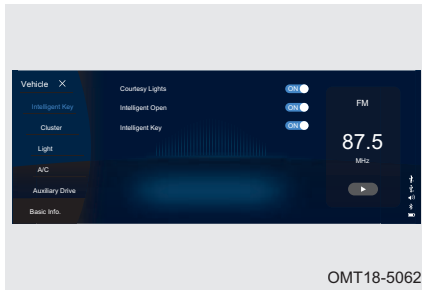 Vehicle
Intelligent Key
Cluster
Light
A/C
Auxiliary Drive
Basic Info.
Courtesy Lights ON
Intelligent Open ON
Intelligent Key ON
FM
87.5
MHz
OMT18-5062